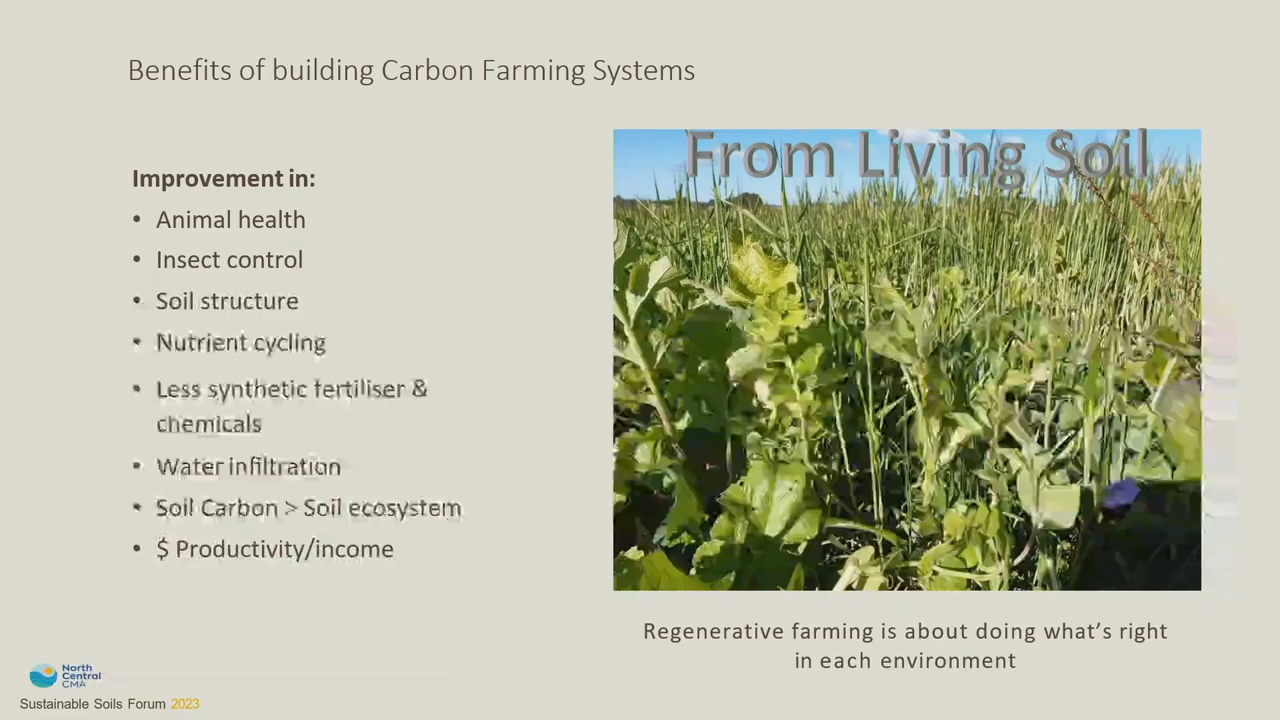 Benefits of building Carbon Farming Systems
Improvement in:
• Animal health
• Insect control
• Soil structure
• Nutrient cycling
• Less synthetic fertiliser &
chemicals
• Water infiltration
• Soil Carbon > Soil ecosystem
• $ Productivity/income
From Living Soil
Regenerative farming is about doing what’s right
in each environment
North
Central
CMA
Sustainable Soils Forum 2023